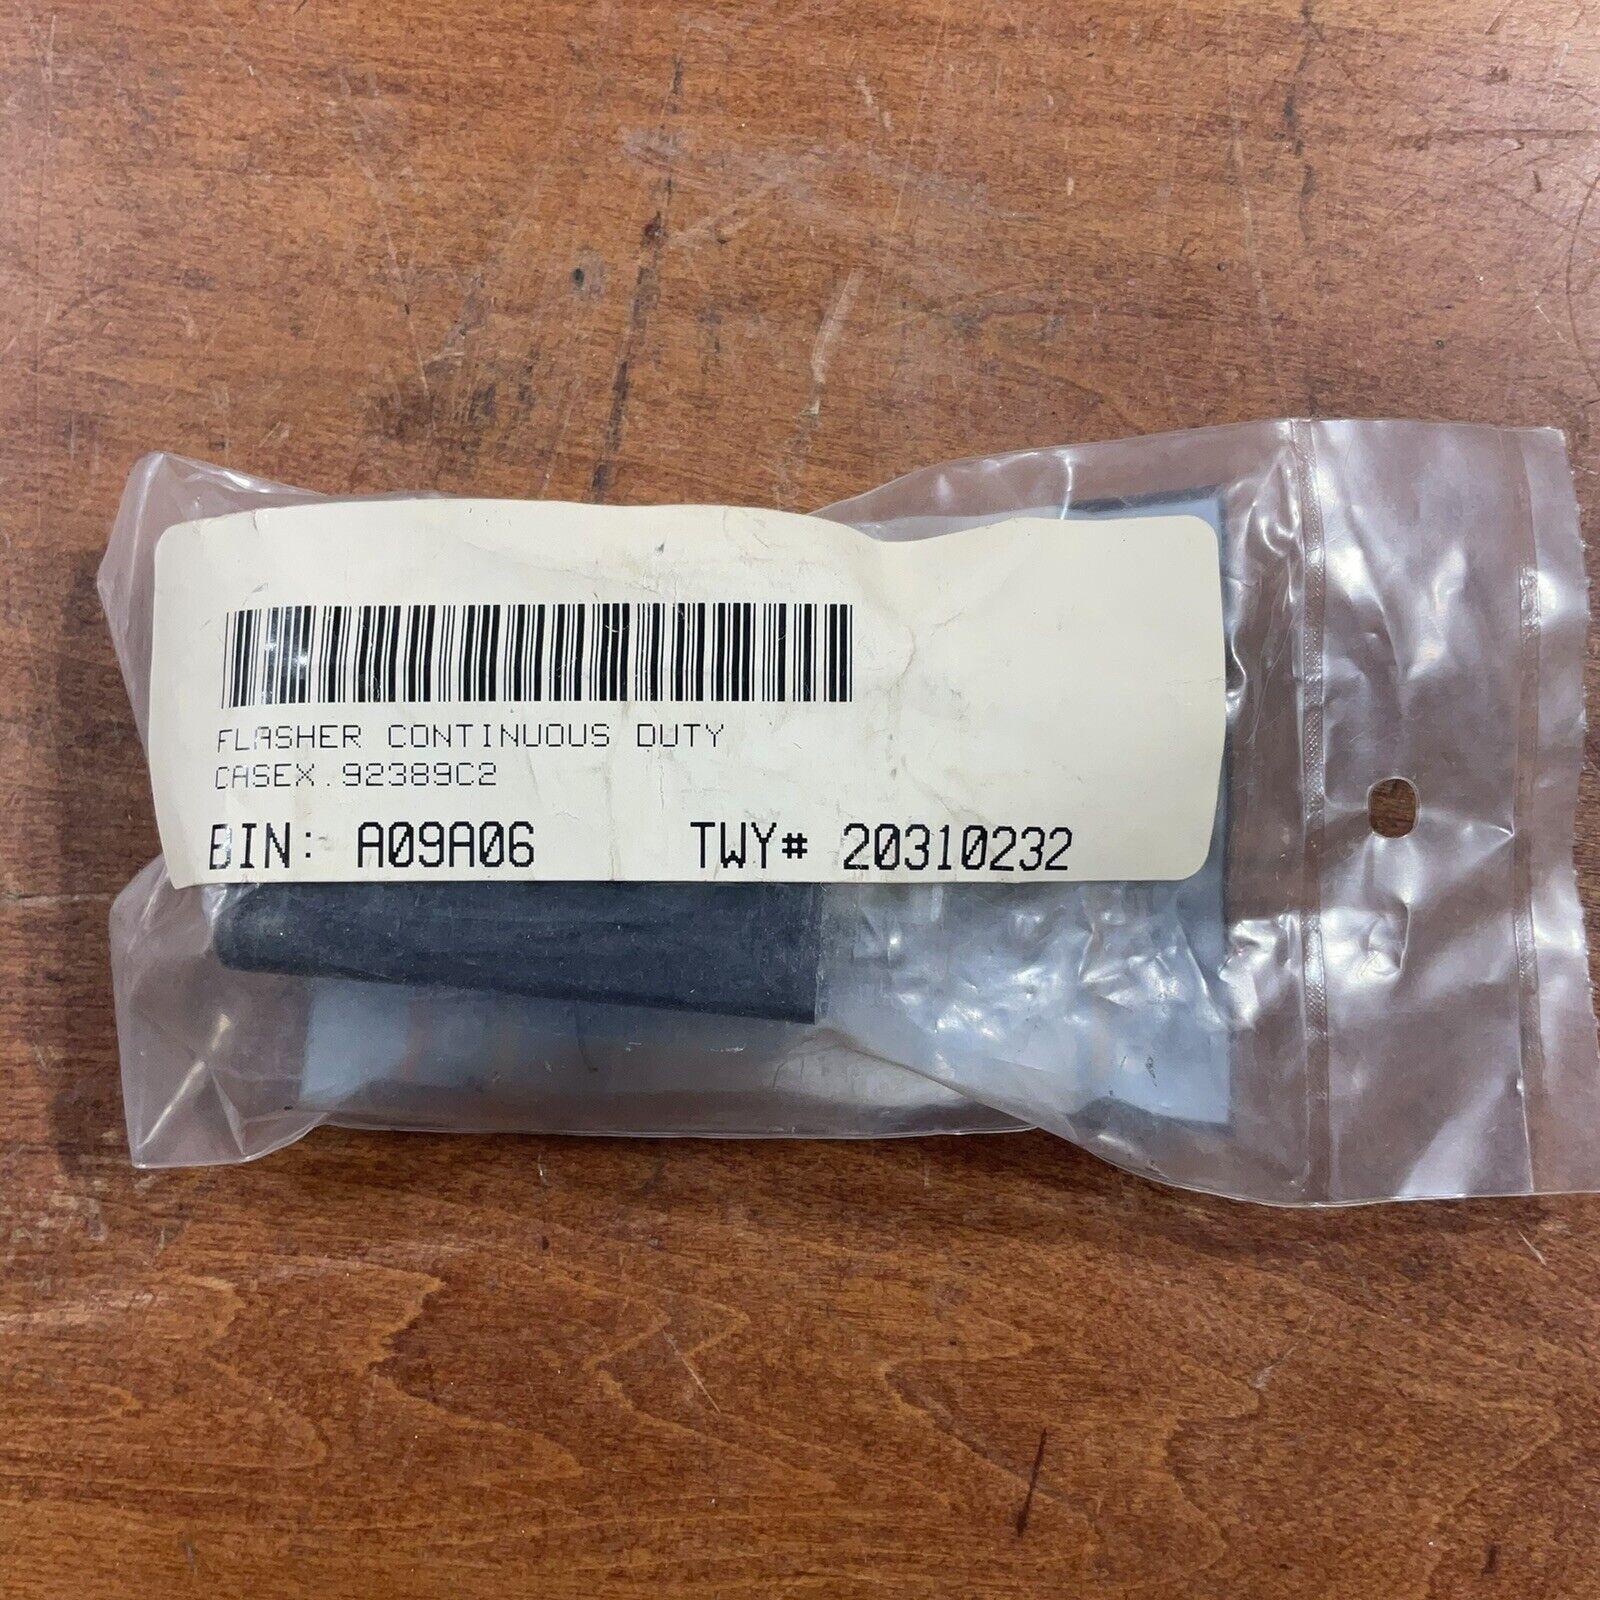 FLASHER CONTINUOUS DUTY
CASEX.92389C2
BIN: A09A06 TWY# 20310232